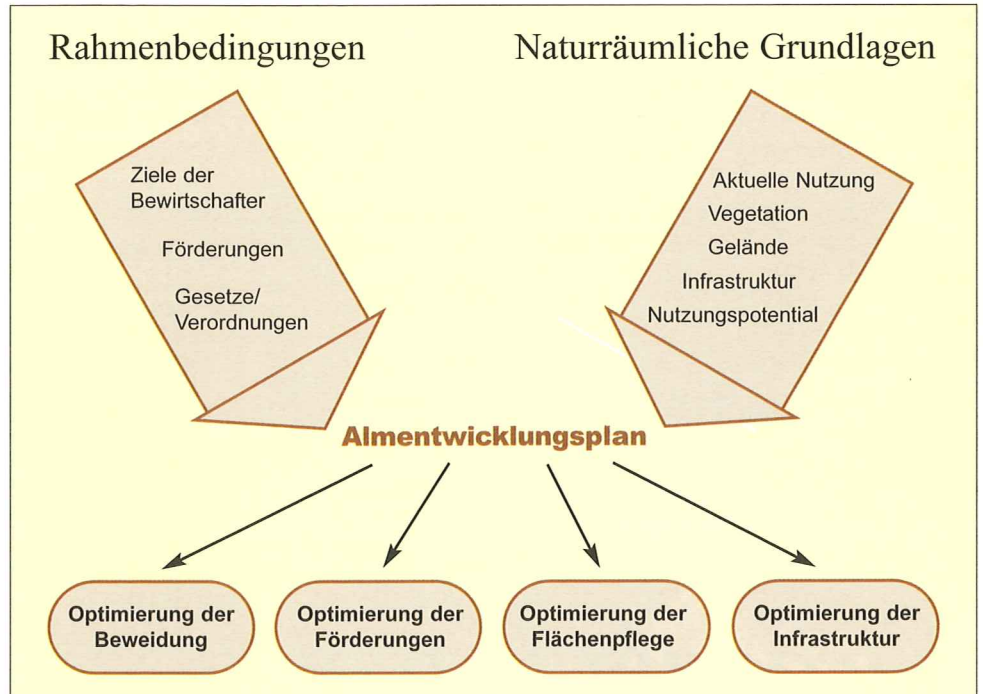 Rahmenbedingungen
Naturräumliche Grundlagen
Ziele der
Bewirtschafter
Förderungen
Gesetze/
Verordnungen
Aktuelle Nutzung
Vegetation
Gelände
Infrastruktur
Nutzungspotential
Almentwicklungsplan
Optimierung der
Beweidung
Optimierung der
Förderungen
Optimierung der
Flächenpflege
Optimierung der
Infrastruktur